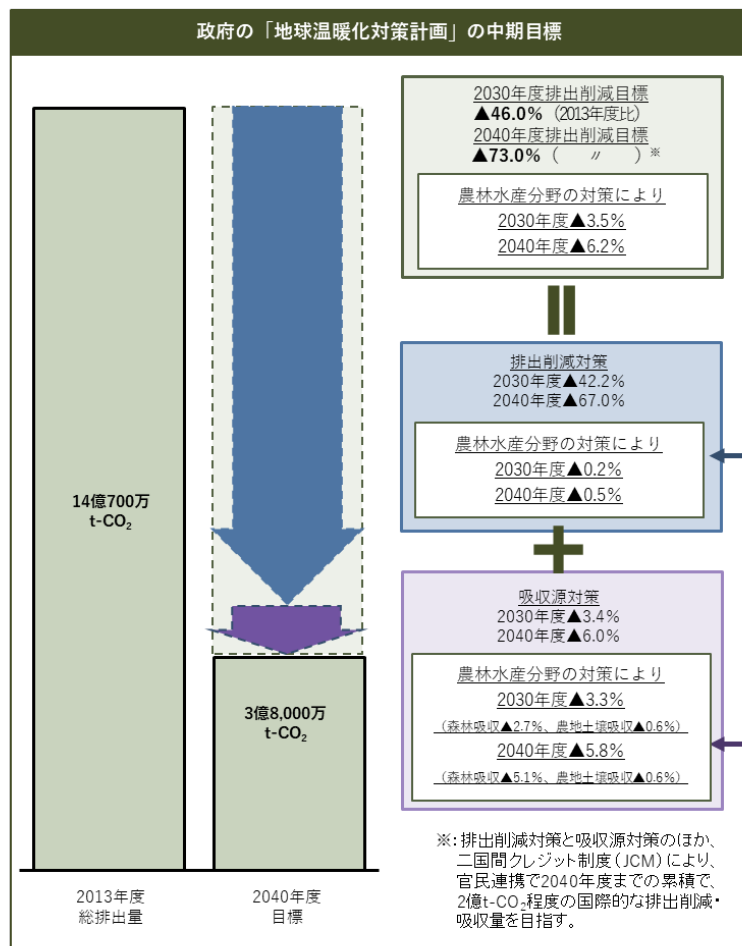 政府の「地球温暖化対策計画」の中期目標
14億700万
t-CO₂
3億8,000万
t-CO₂
2013年度
総排出量
2040年度
目標
2030年度排出削減目標
▲46.0%（2013年度比）
2040年度排出削減目標
▲73.0%（　〃　）※
農林水産分野の対策により
2030年度▲3.5%
2040年度▲6.2%
排出削減対策
2030年度▲42.2%
2040年度▲67.0%
農林水産分野の対策により
2030年度▲0.2%
2040年度▲0.5%
吸収源対策
2030年度▲3.4%
2040年度▲6.0%
農林水産分野の対策により
2030年度▲3.3%
（森林吸収▲2.7%、農地土壌吸収▲0.6%）
2040年度▲5.8%
（森林吸収▲5.1%、農地土壌吸収▲0.6%）
※：排出削減対策と吸収源対策のほか、
二国間クレジット制度（JCM）により、
官民連携で2040年度までの累積で、
2億t-CO₂程度の国際的な排出削減・
吸収量を目指す。